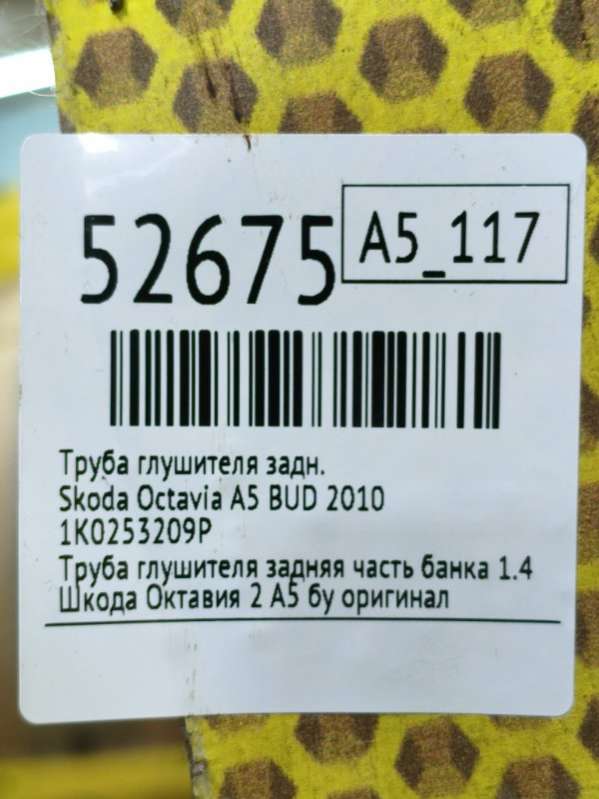 52675
A5_117
Труба глушителя задн.
Skoda Octavia A5 BUD 2010
1K0253209P
Труба глушителя задняя часть банка 1.4
Шкода Октавия 2 А5 бу оригинал